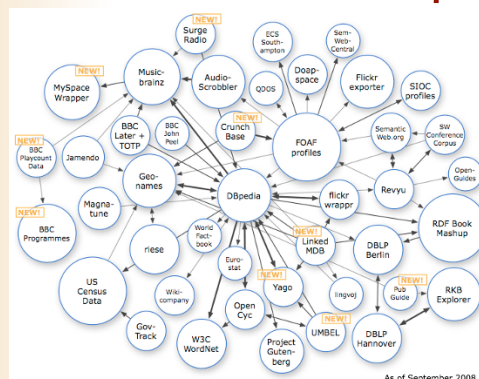 NEW!
Surge
Radio
ECS
South-
ampton
Sem-
Web-
Central
NEW!
MySpace
Wrapper
Music-
brainz
Audio-
Scrobbler
QDOS
Doap-
space
Flickr
exporter
SIOC
profiles
NEW!
BBC
Playcount
Data
Jamendo
BBC
Later +
TOTP
BBC
John
Peel
NEW!
Crunch
Base
FOAF
profiles
Semantic
Web.org
SW
Conference
Corpus
Open-
Guides
Revyu
Geo-
names
DBpedia
flickr
wrappr
Magna-
tune
NEW!
BBC
Programmes
riese
World
Fact-
book
Euro-
stat
NEW!
Linked
MDB
DBLP
Berlin
RDF Book
Mashup
US
Census
Data
Wiki-
company
Open
Cyc
NEW!
Yago
lingvoj
NEW!
Pub
Guide
RKB
Explorer
Gov-
Track
W3C
WordNet
Project
Guten-
berg
NEW!
UMBEL
DBLP
Hannover
As of September 2008